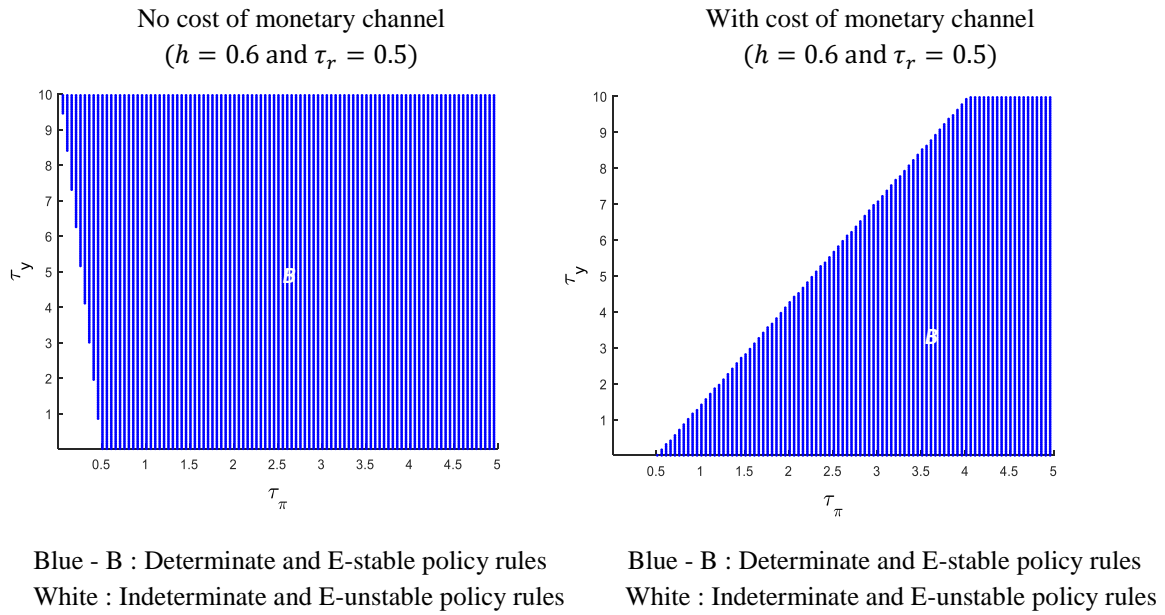 No cost of monetary channel
(ℎ = 0.6 and 𝜏𝑟 = 0.5)
10
9
8
7
6
5
4
3
2
1
τy
B
0.5 1 1.5 2 2.5 3 3.5 4 4.5 5
τπ
Blue - B : Determinate and E-stable policy rules
White : Indeterminate and E-unstable policy rules
With cost of monetary channel
(ℎ = 0.6 and 𝜏𝑟 = 0.5)
10
9
8
7
6
5
4
3
2
1
τy
B
0.5 1 1.5 2 2.5 3 3.5 4 4.5 5
τπ
Blue - B : Determinate and E-stable policy rules
White : Indeterminate and E-unstable policy rules